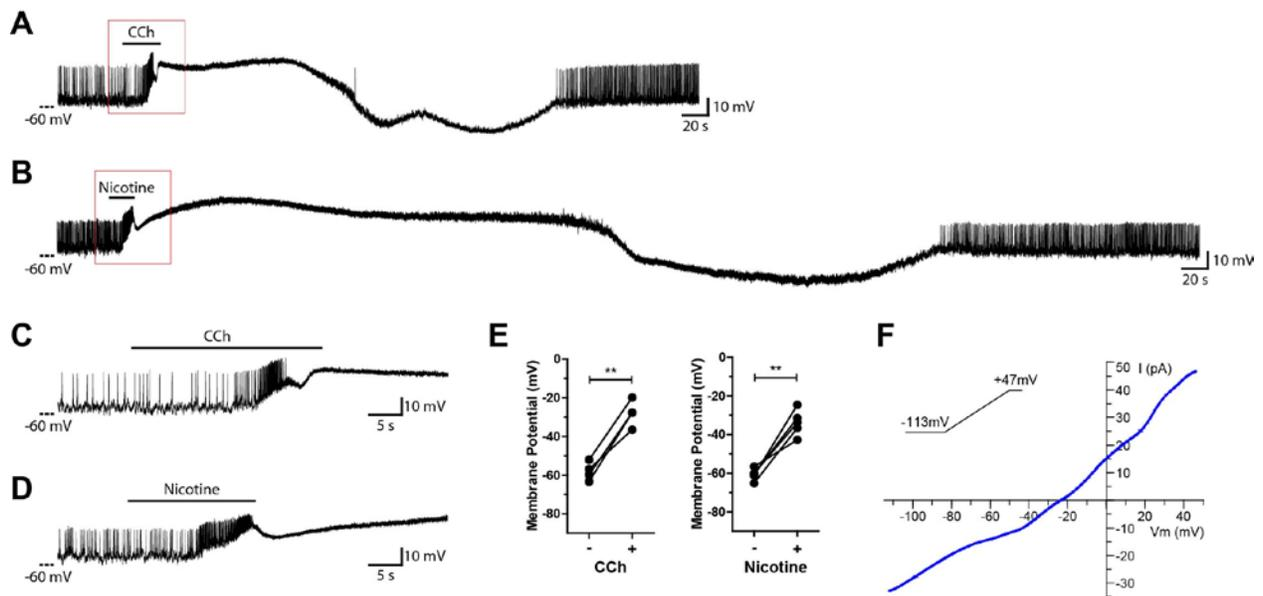 A
CCh
-60 mV
10 mV
20 s
B
Nicotine
-60 mV
10 mV
20 s
C
CCh
-60 mV
10 mV
5 s
D
Nicotine
-60 mV
10 mV
5 s
E
Membrane Potential (mV)
0
-20
-40
-60
-80
**
- +
CCh
Membrane Potential (mV)
0
-20
-40
-60
-80
**
- +
Nicotine
F
-113mV
+47mV
I (pA)
50
40
30
20
10
-10
-20
-30
-100 -80 -60 -40 -20 20 40
Vm (mV)